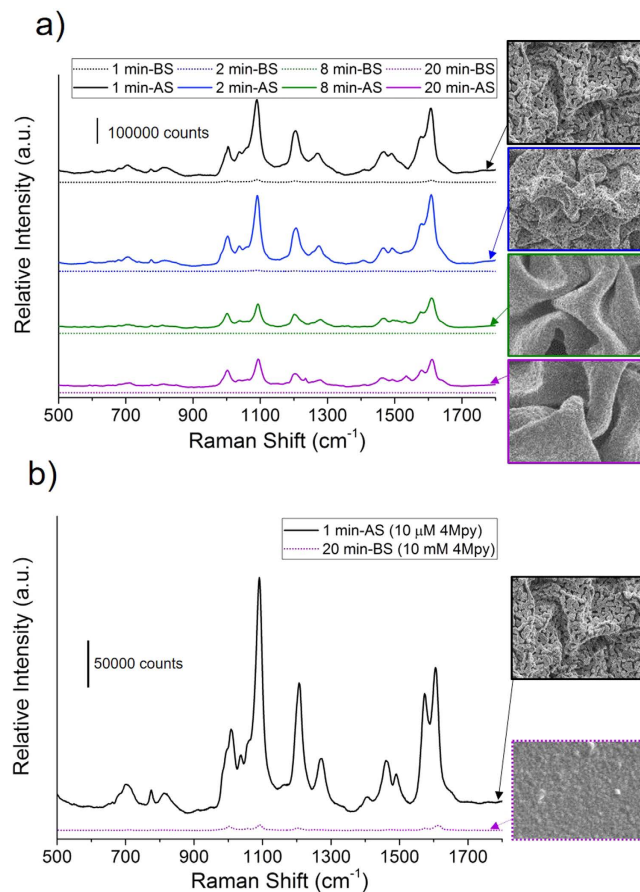 a)
1 min-BS 2 min-BS 8 min-BS 20 min-BS
1 min-AS 2 min-AS 8 min-AS 20 min-AS
100000 counts
Relative Intensity (a.u.)
500 700 900 1100 1300 1500 1700
Raman Shift (cm⁻¹)
b)
1 min-AS (10 μM 4Mpy)
20 min-BS (10 mM 4Mpy)
50000 counts
Relative Intensity (a.u.)
500 700 900 1100 1300 1500 1700
Raman Shift (cm⁻¹)